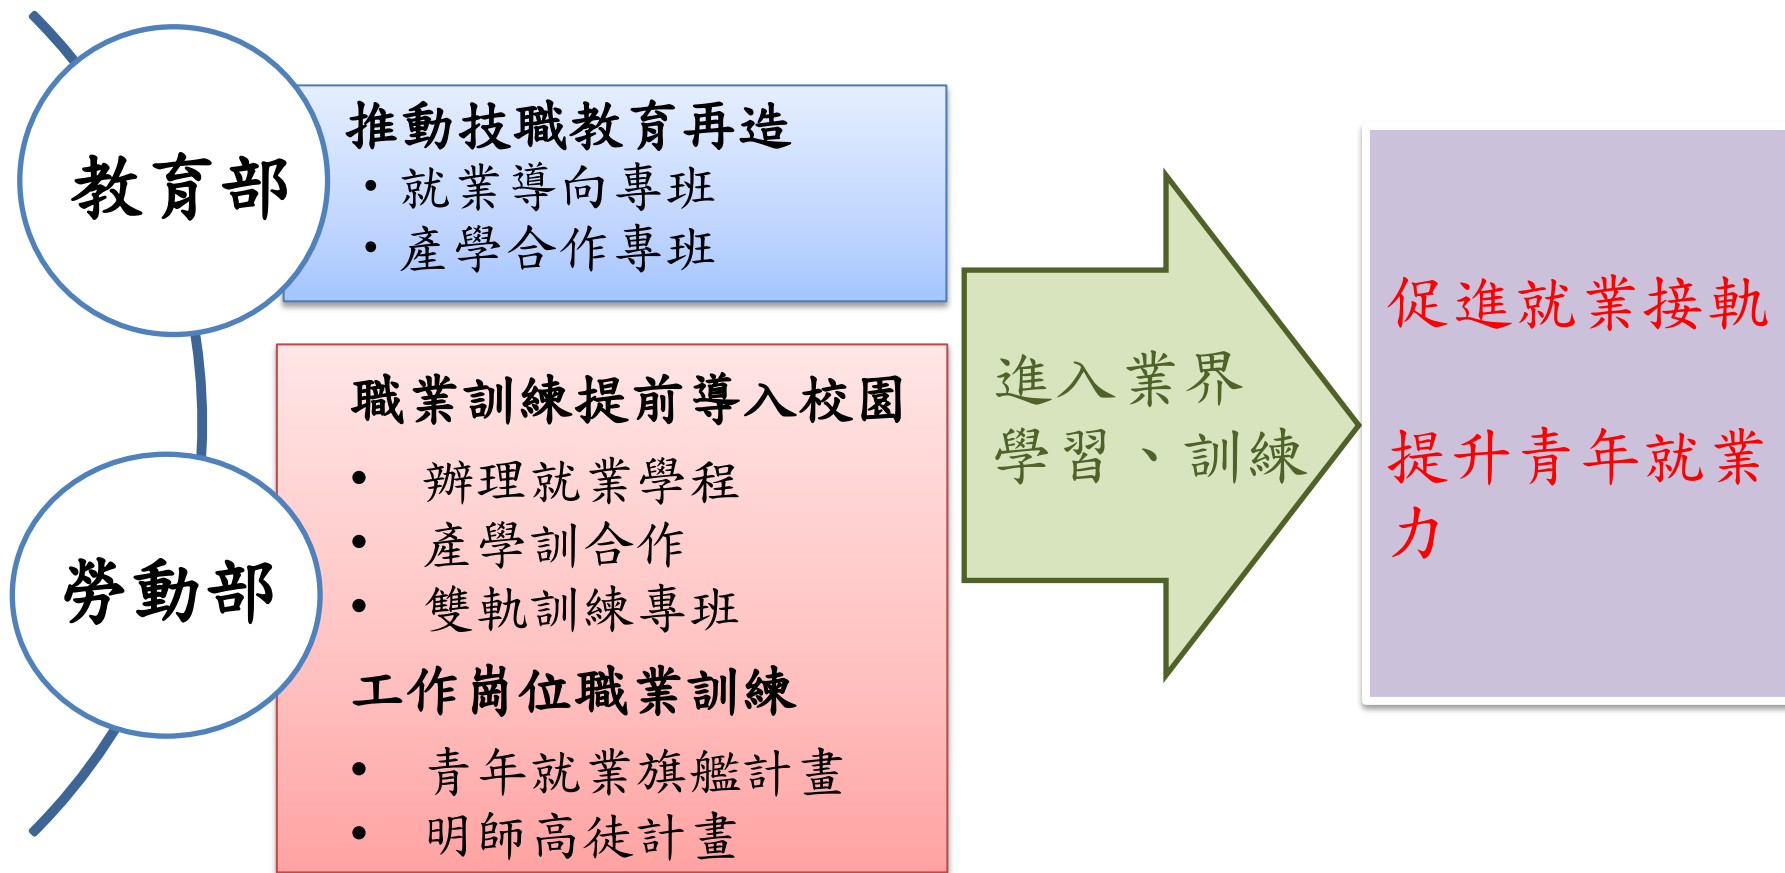 教育部
推動技職教育再造
・就業導向專班
・產學合作專班
勞動部
職業訓練提前導入校園
• 辦理就業學程
• 產學訓合作
• 雙軌訓練專班
工作崗位職業訓練
• 青年就業旗艦計畫
• 明師高徒計畫
進入業界
學習、訓練
促進就業接軌
提升青年就業
力